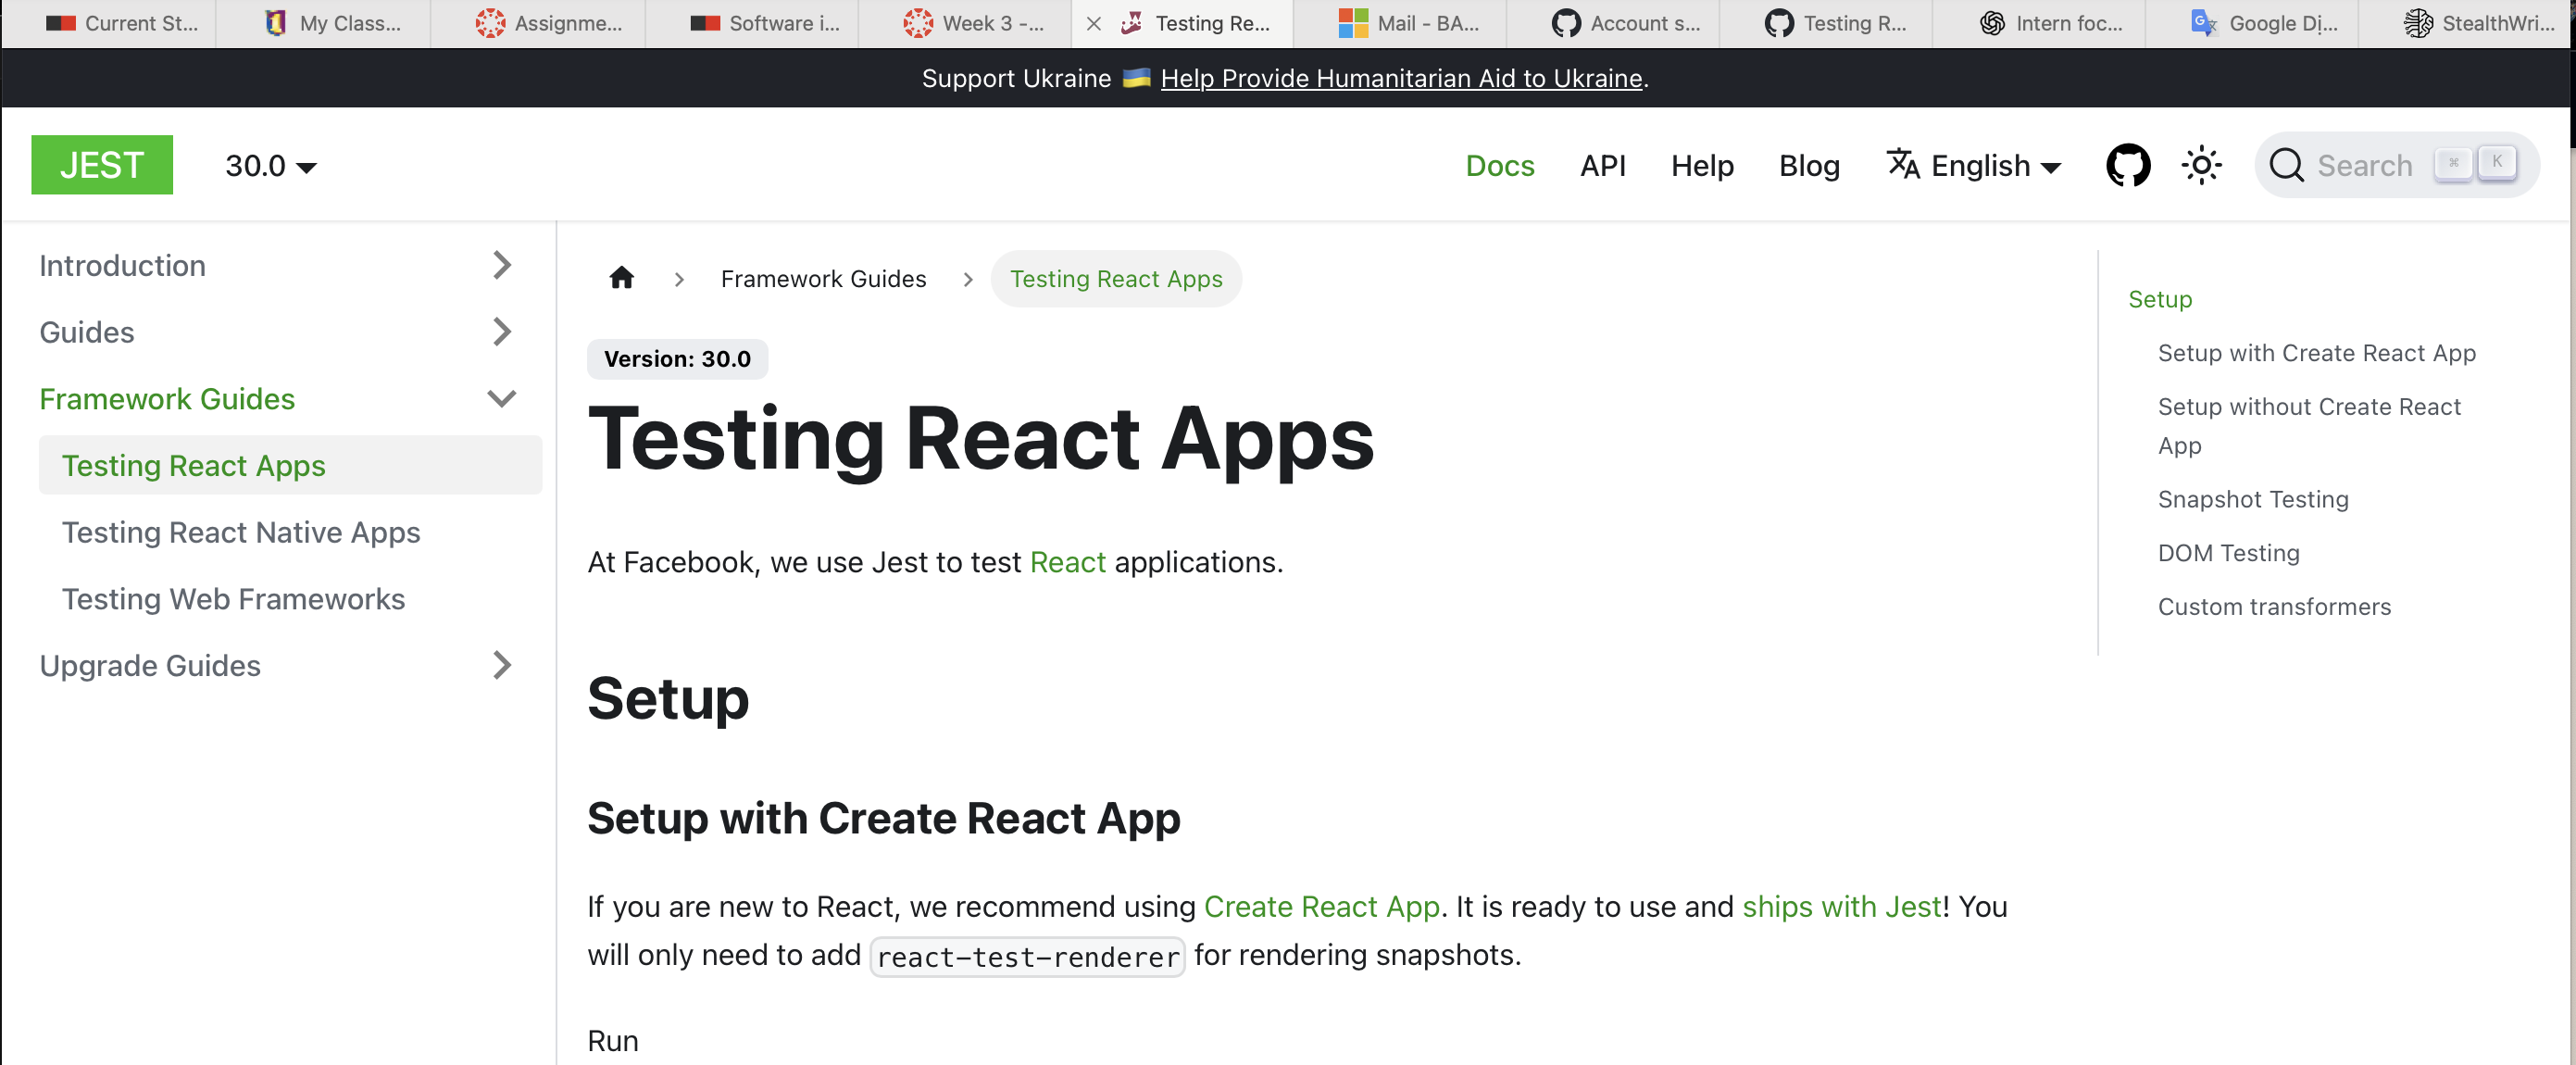 Current St...
My Class...
Assignme...
Software i...
Week 3 -...
Testing Re...
Mail - BA...
Account s...
Testing R...
Intern foc...
Google Dị...
StealthWri...
Support Ukraine 🇺🇦 Help Provide Humanitarian Aid to Ukraine.
JEST
30.0
Docs
API
Help
Blog
English
Search ⌘ K
Introduction
Guides
Framework Guides
Testing React Apps
Testing React Native Apps
Testing Web Frameworks
Upgrade Guides
Framework Guides
Testing React Apps
Version: 30.0
Testing React Apps
At Facebook, we use Jest to test React applications.
Setup
Setup with Create React App
If you are new to React, we recommend using Create React App. It is ready to use and ships with Jest! You
will only need to add react-test-renderer for rendering snapshots.
Run
Setup
Setup with Create React App
Setup without Create React
App
Snapshot Testing
DOM Testing
Custom transformers